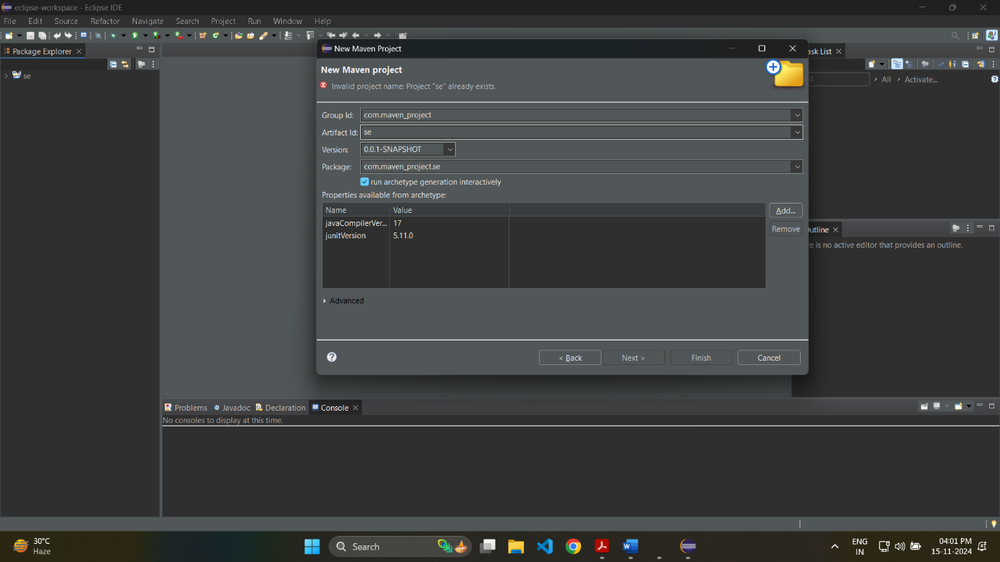 eclipse-workspace - Eclipse IDE
File Edit Source Refactor Navigate Search Project Run Window Help
Package Explorer
se
New Maven Project
New Maven project
Invalid project name: Project "se" already exists.
Group Id: com.maven_project
Artifact Id: se
Version: 0.0.1-SNAPSHOT
Package: com.maven_project.se
run archetype generation interactively
Properties available from archetype:
Name Value
javaCompilerVer... 17
junitVersion 5.11.0
Add...
Remove
Advanced
? < Back Next > Finish Cancel
ask List
d All Activate...
utline
re is no active editor that provides an outline.
Problems Javadoc Declaration Console
No consoles to display at this time.
30°C
Haze
Search
ENG
IN
04:01 PM
15-11-2024